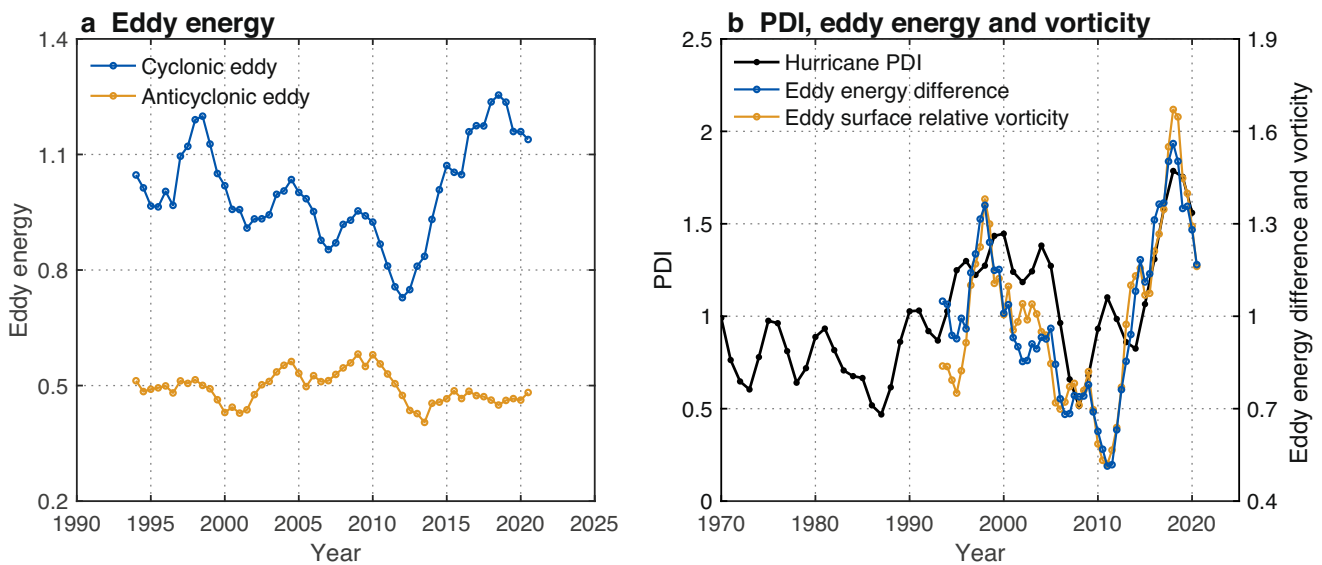 a Eddy energy
1.4
1.1
0.8
0.5
0.2
Eddy energy
Cyclonic eddy
Anticyclonic eddy
1990 1995 2000 2005 2010 2015 2020 2025
Year
b PDI, eddy energy and vorticity
2.5
2
1.5
1
0.5
0
PDI
Hurricane PDI
Eddy energy difference
Eddy surface relative vorticity
1.9
1.6
1.3
1
0.7
0.4
Eddy energy difference and vorticity
1970 1980 1990 2000 2010 2020
Year